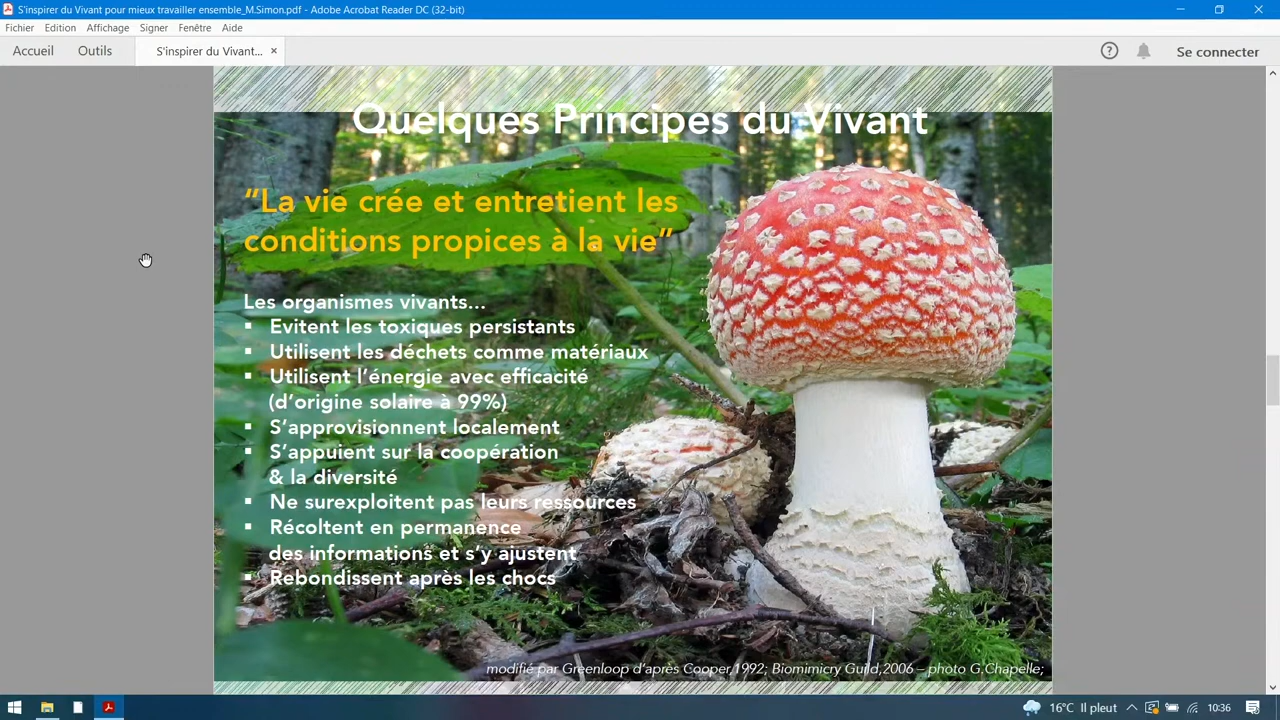 S'inspirer du Vivant pour mieux travailler ensemble_M.Simon.pdf - Adobe Acrobat Reader DC (32-bit)
Fichier Edition Affichage Signer Fenêtre Aide
Accueil Outils S'inspirer du Vivant... × Se connecter
Quelques Principes du Vivant
“La vie crée et entretient les
conditions propices à la vie”
Les organismes vivants...
▪ Evitent les toxiques persistants
▪ Utilisent les déchets comme matériaux
▪ Utilisent l’énergie avec efficacité
(d’origine solaire à 99%)
▪ S’approvisionnent localement
▪ S’appuient sur la coopération
& la diversité
▪ Ne surexploitent pas leurs ressources
▪ Récoltent en permanence
des informations et s’y ajustent
▪ Rebondissent après les chocs
modifié par Greenloop d’après Cooper,1992; Biomimicry Guild,2006 – photo G.Chapelle;
16°C Il pleut 10:36